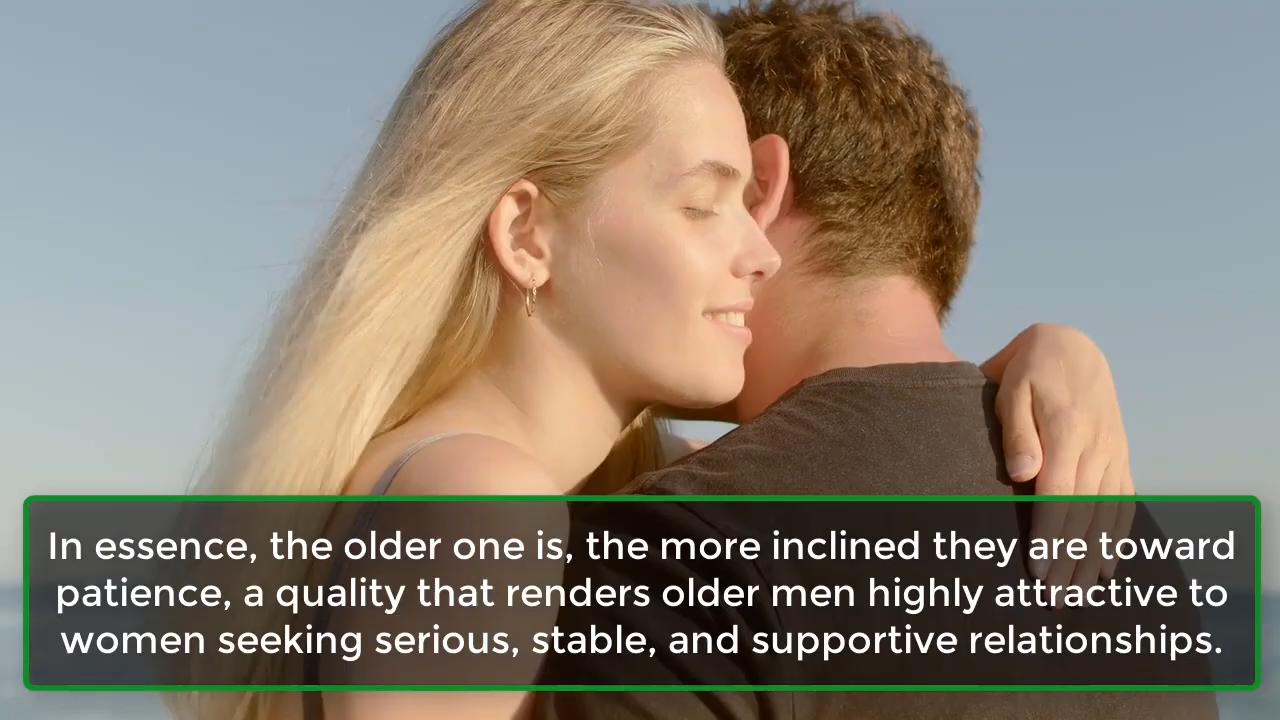 In essence, the older one is, the more inclined they are toward
patience, a quality that renders older men highly attractive to
women seeking serious, stable, and supportive relationships.